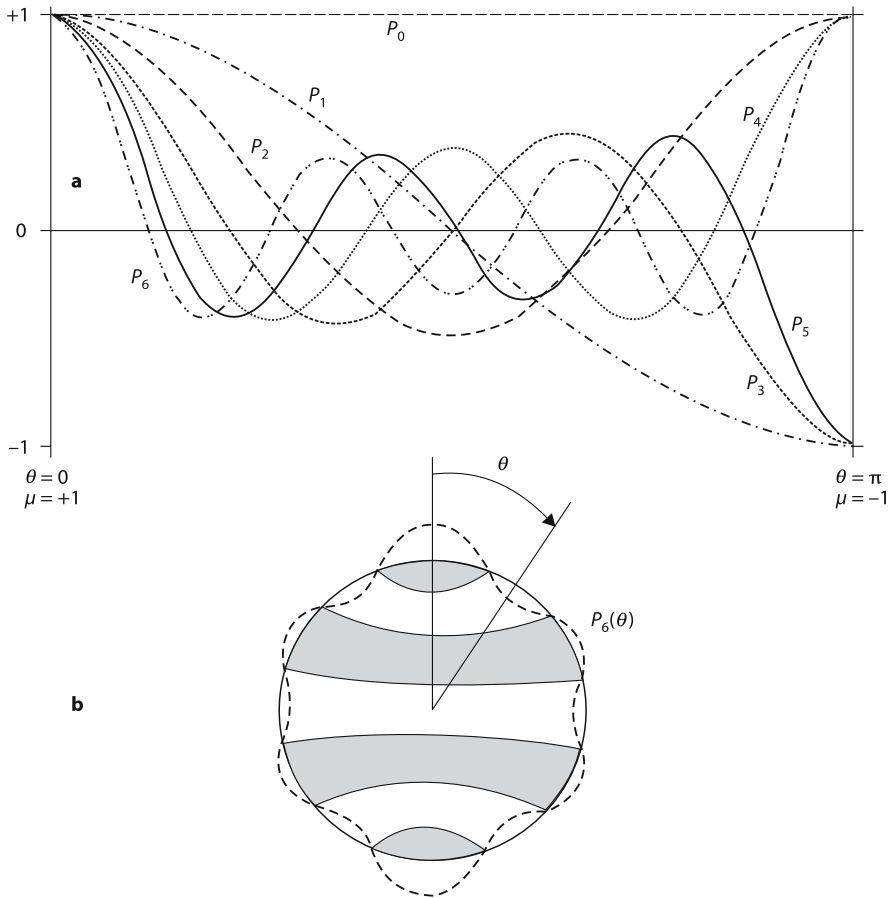 +1
P₀
P₁
P₄
P₂
a
0
P₆
P₅
P₃
–1
θ = 0
μ = +1
θ = π
μ = –1
θ
P₆(θ)
b